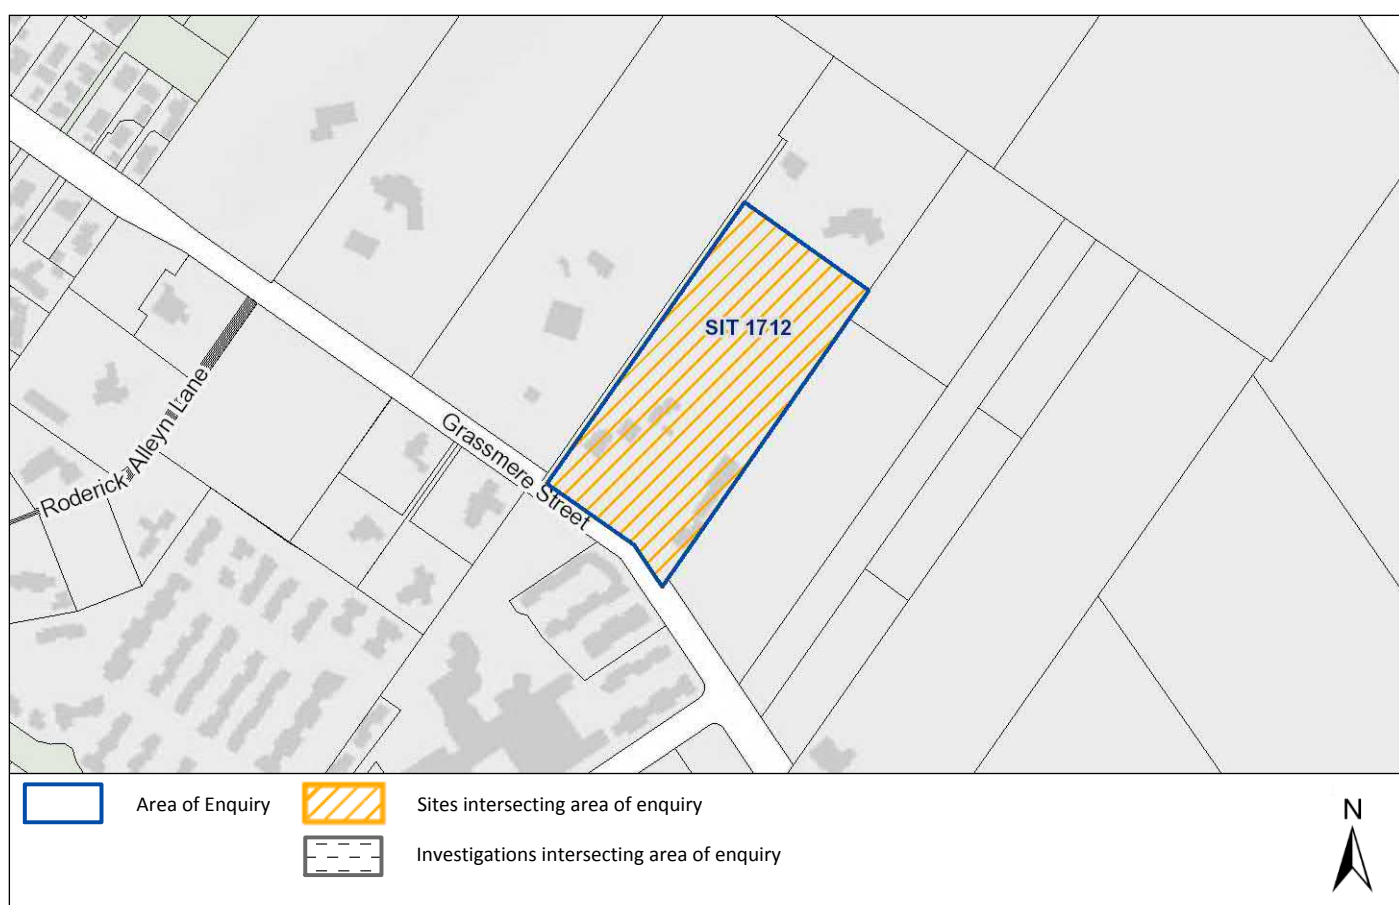 SIT 1712
Grassmere Street
Roderick Alleyn Lane
Area of Enquiry
Sites intersecting area of enquiry
Investigations intersecting area of enquiry
N